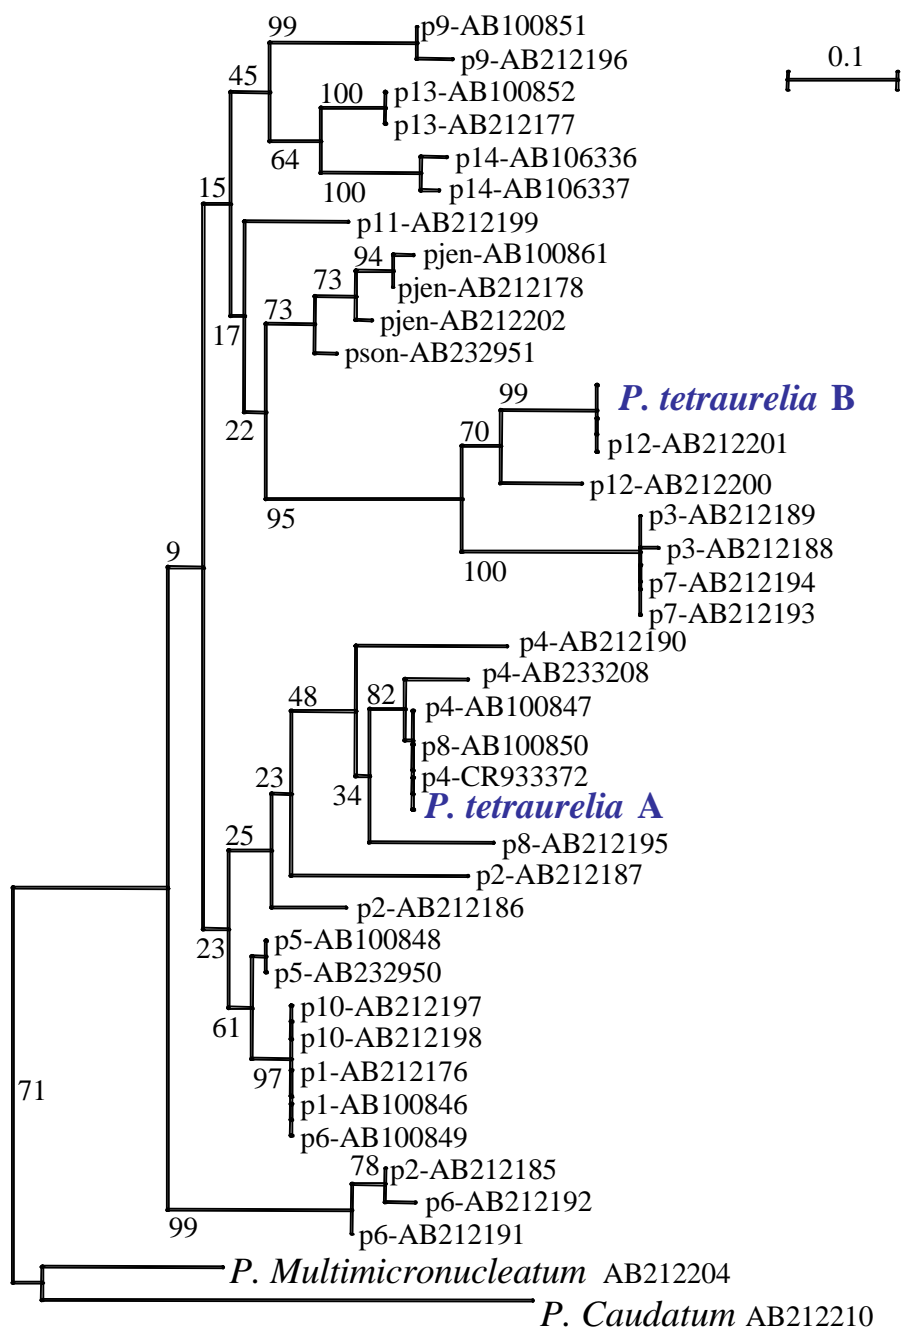 99
p9-AB100851
p9-AB212196
0.1
45
100
p13-AB100852
p13-AB212177
64
p14-AB106336
100
p14-AB106337
15
p11-AB212199
94
pjen-AB100861
73
pjen-AB212178
73
pjen-AB212202
17
pson-AB232951
99
P. tetraurelia B
22
70
p12-AB212201
p12-AB212200
95
p3-AB212189
9
p3-AB212188
100
p7-AB212194
p7-AB212193
p4-AB212190
p4-AB233208
48
82
p4-AB100847
p8-AB100850
23
p4-CR933372
34
P. tetraurelia A
25
p8-AB212195
p2-AB212187
p2-AB212186
23
p5-AB100848
p5-AB232950
p10-AB212197
61
p10-AB212198
97
p1-AB212176
71
p1-AB100846
p6-AB100849
78
p2-AB212185
p6-AB212192
99
p6-AB212191
P. Multimicronucleatum AB212204
P. Caudatum AB212210